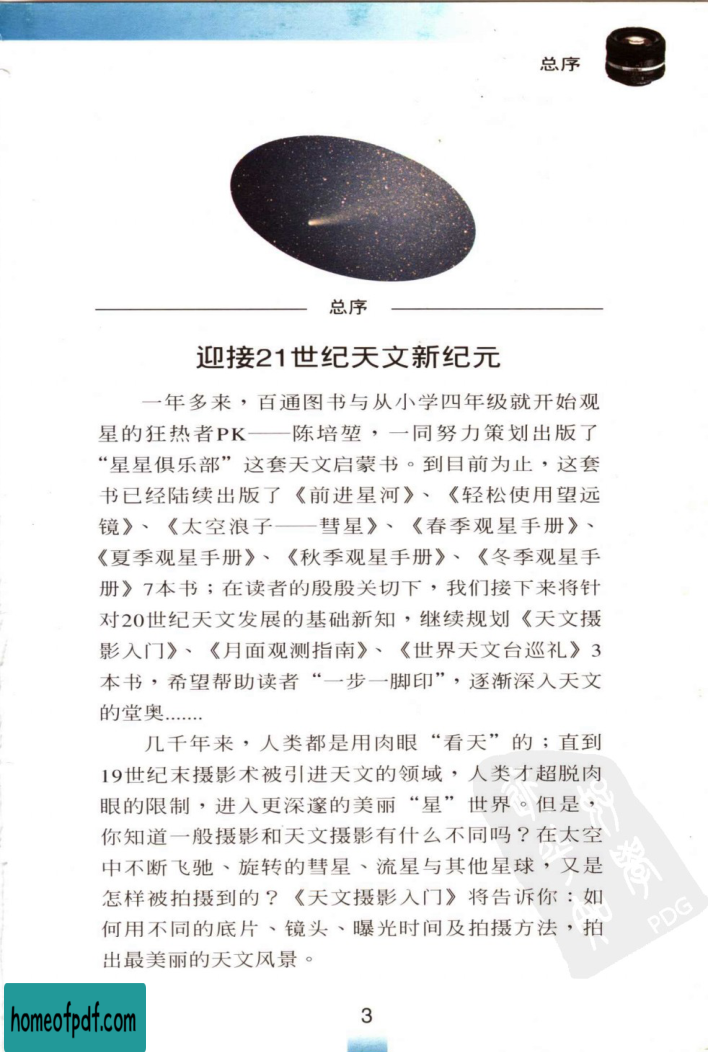 总序
总序
迎接21世纪天文新纪元
一年多来，百通图书与从小学四年级就开始观
星的狂热者PK——陈培堃，一同努力策划出版了
“星星俱乐部”这套天文启蒙书。到目前为止，这套
书已经陆续出版了《前进星河》、《轻松使用望远
镜》、《太空浪子——彗星》、《春季观星手册》、
《夏季观星手册》、《秋季观星手册》、《冬季观星手
册》7本书；在读者的殷殷关切下，我们接下来将针
对20世纪天文发展的基础新知，继续规划《天文摄
影入门》、《月面观测指南》、《世界天文台巡礼》3
本书，希望帮助读者“一步一脚印”，逐渐深入天文
的堂奥.......
几千年来，人类都是用肉眼“看天”的；直到
19世纪末摄影术被引进天文的领域，人类才超脱肉
眼的限制，进入更深邃的美丽“星”世界。但是，
你知道一般摄影和天文摄影有什么不同吗？在太空
中不断飞驰、旋转的彗星、流星与其他星球，又是
怎样被拍摄到的？《天文摄影入门》将告诉你：如
何用不同的底片、镜头、曝光时间及拍摄方法，拍
出最美丽的天文风景。
PDG
homeofpdf.com
3